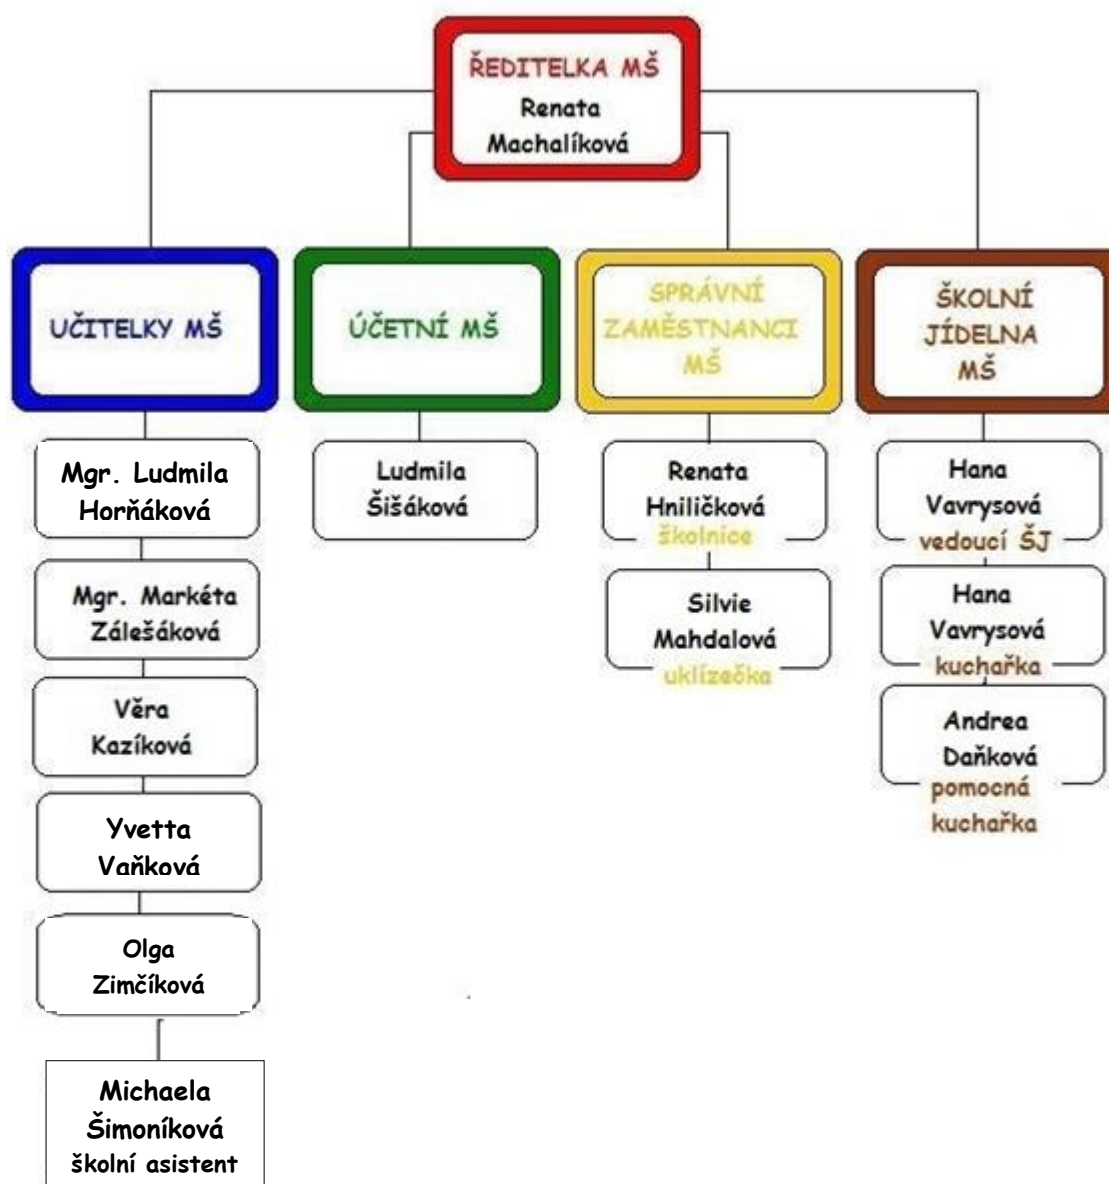 ŘEDITELKA MŠ
Renata
Machalíková
UČITELKY MŠ
ÚČETNÍ MŠ
SPRÁVNÍ
ZAMĚSTNANCI
MŠ
ŠKOLNÍ
JÍDELNA
MŠ
Mgr. Ludmila
Horňáková
Mgr. Markéta
Zálešáková
Věra
Kazíková
Yvetta
Vaňková
Olga
Zimčíková
Michaela
Šimoníková
školní asistent
Ludmila
Šišáková
Renata
Hniličková
školnice
Silvie
Mahdalová
uklízečka
Hana
Vavrysová
vedoucí ŠJ
Hana
Vavrysová
kuchařka
Andrea
Daňková
pomocná
kuchařka